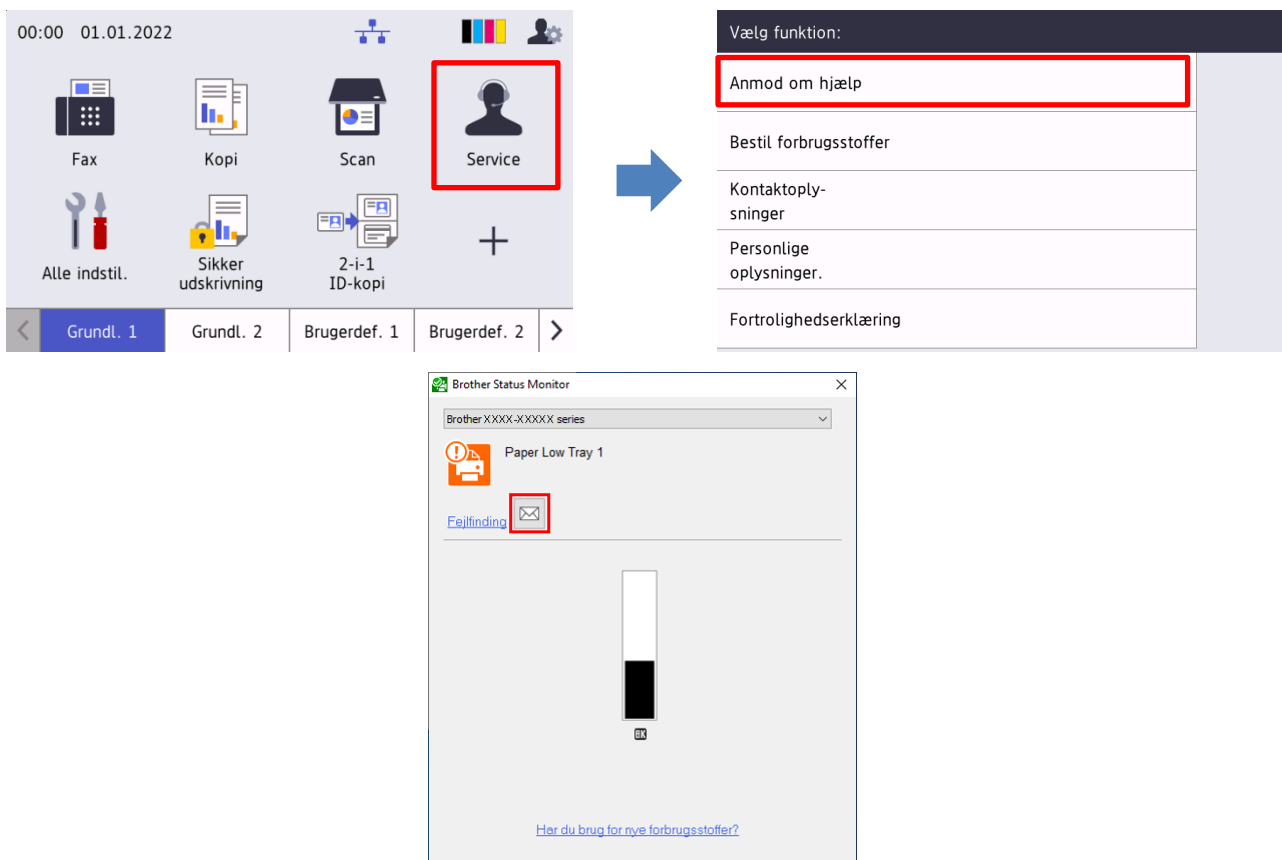 00:00 01.01.2022
Fax
Kopi
Scan
Service
Alle indstil.
Sikker
udskrivning
2-i-1
ID-kopi
Grundl. 1
Grundl. 2
Brugerdef. 1
Brugerdef. 2
Vælg funktion:
Anmod om hjælp
Bestil forbrugsstoffer
Kontaktoply-
sninger
Personlige
oplysninger.
Fortrolighedserklæring
Brother Status Monitor
Brother XXXX-XXXXX series
Paper Low Tray 1
Fejlfinding
BK
Har du brug for nye forbrugsstoffer?